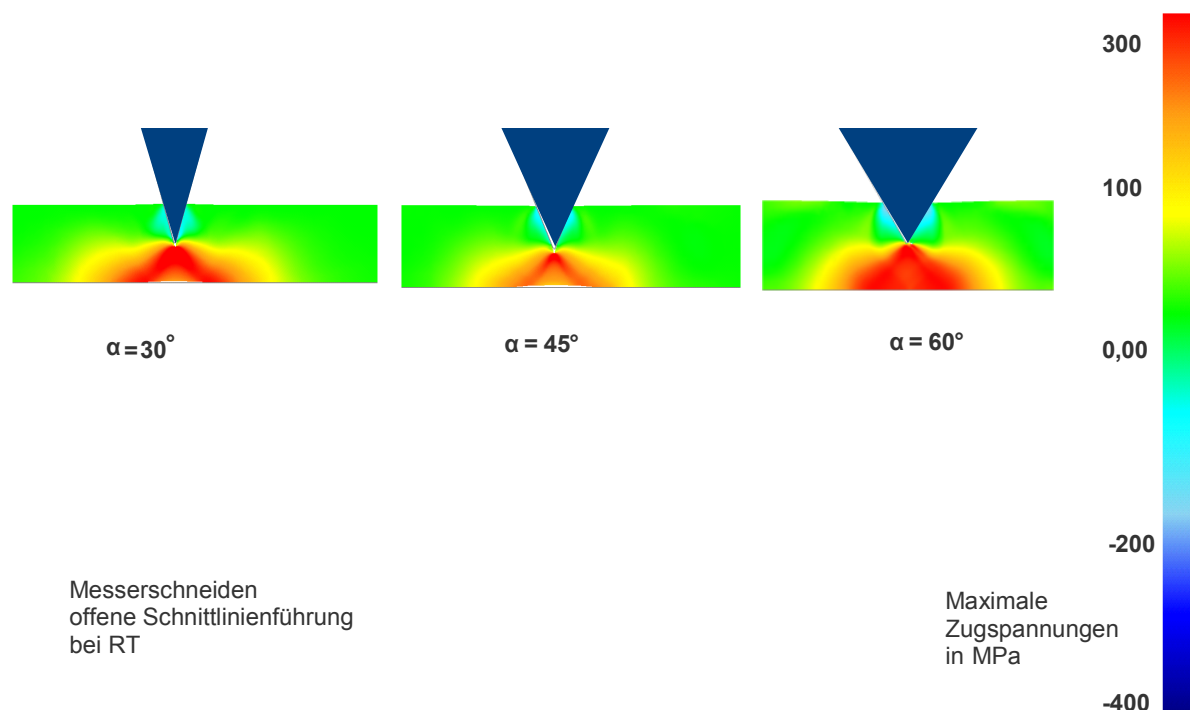 300
100
α = 30°
α = 45°
α = 60°
0,00
-200
Messerschneiden
offene Schnittlinienführung
bei RT
Maximale
Zugspannungen
in MPa
-400